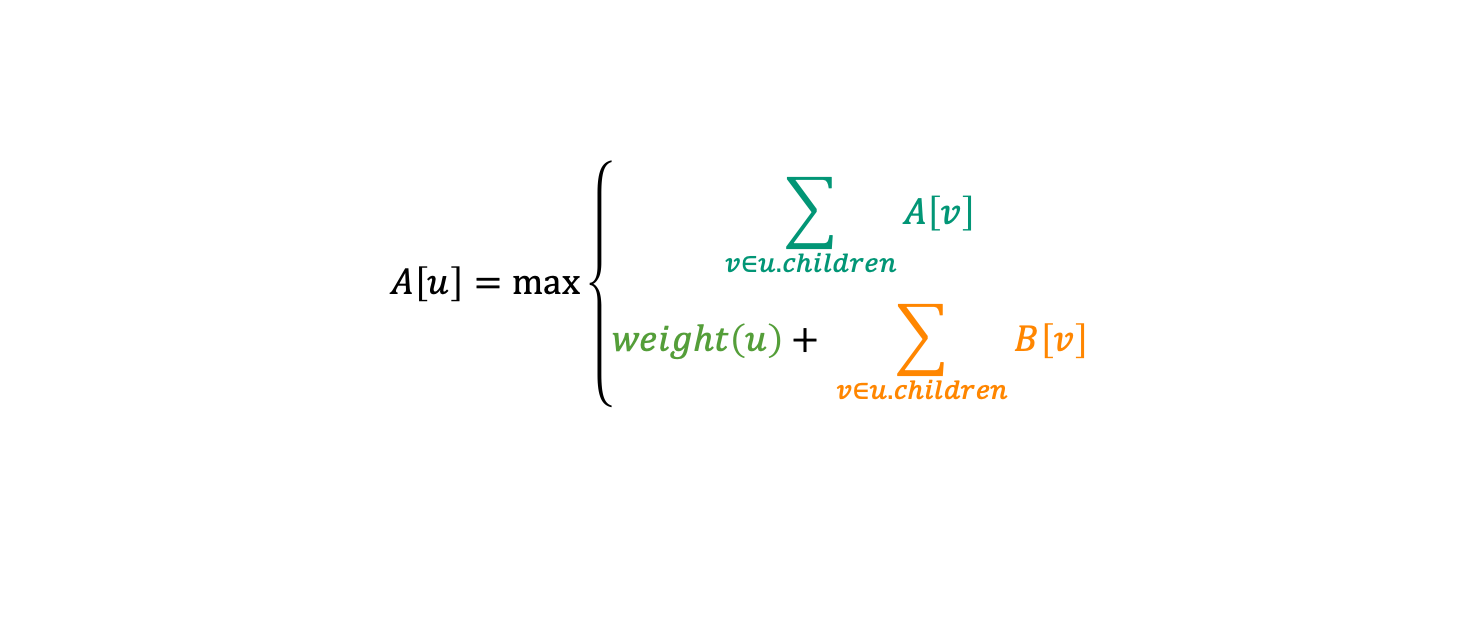 ∑ A[v]
v∈u.children
A[u] = max {
weight(u) + ∑ B[v]
v∈u.children